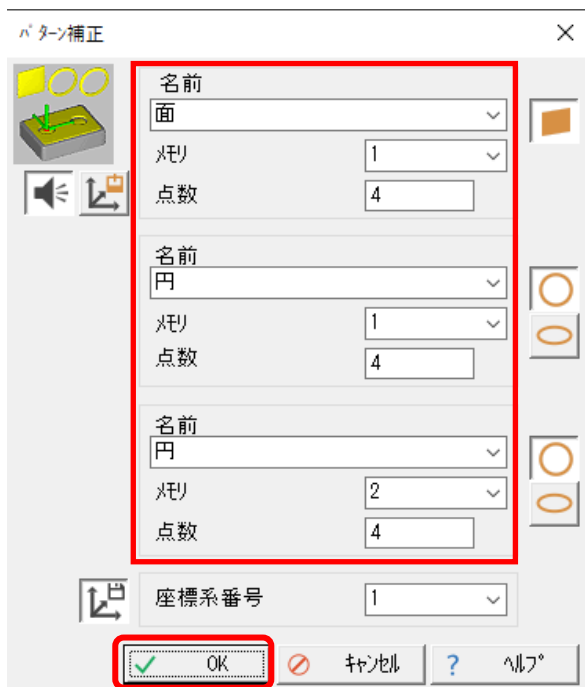 パターン補正
名前
面
メモリ 1
点数 4
名前
円
メモリ 1
点数 4
名前
円
メモリ 2
点数 4
座標系番号 1
OK キャンセル ? ヘルプ